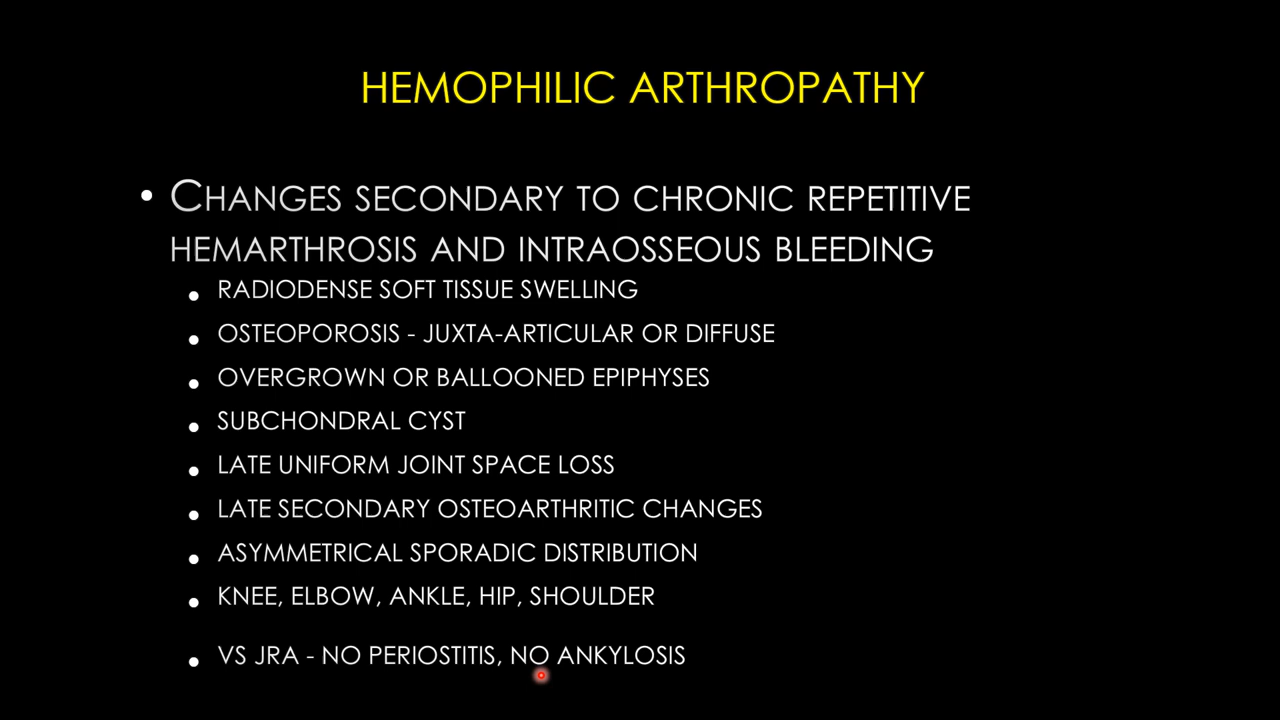 HEMOPHILIC ARTHROPATHY
• CHANGES SECONDARY TO CHRONIC REPETITIVE
HEMARTHROSIS AND INTRAOSSEOUS BLEEDING
• RADIODENSE SOFT TISSUE SWELLING
• OSTEOPOROSIS - JUXTA-ARTICULAR OR DIFFUSE
• OVERGROWN OR BALLOONED EPIPHYSES
• SUBCHONDRAL CYST
• LATE UNIFORM JOINT SPACE LOSS
• LATE SECONDARY OSTEOARTHRITIC CHANGES
• ASYMMETRICAL SPORADIC DISTRIBUTION
• KNEE, ELBOW, ANKLE, HIP, SHOULDER
• VS JRA - NO PERIOSTITIS, NO ANKYLOSIS